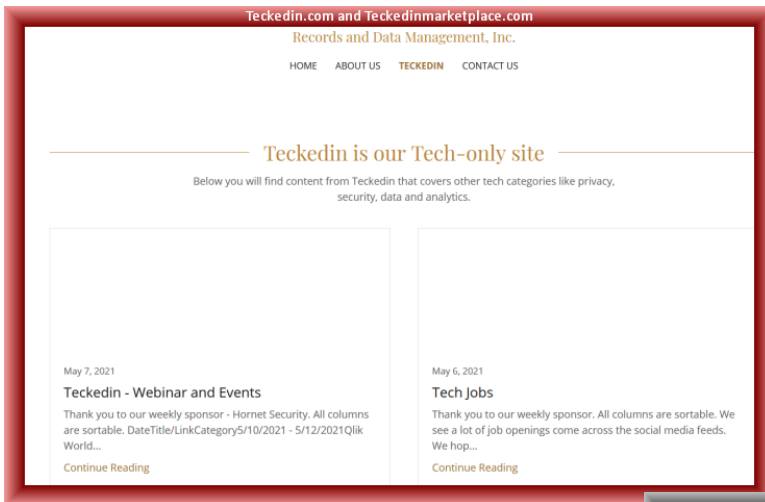 Teckedin.com and Teckedinmarketplace.com
Records and Data Management, Inc.
HOME ABOUT US TECKEDIN CONTACT US
Teckedin is our Tech-only site
Below you will find content from Teckedin that covers other tech categories like privacy,
security, data and analytics.
May 7, 2021
Teckedin - Webinar and Events
Thank you to our weekly sponsor - Hornet Security. All columns
are sortable. DateTitle/LinkCategory5/10/2021 - 5/12/2021Qlik
World...
Continue Reading
May 6, 2021
Tech Jobs
Thank you to our weekly sponsor. All columns are sortable. We
see a lot of job openings come across the social media feeds.
We hop...
Continue Reading